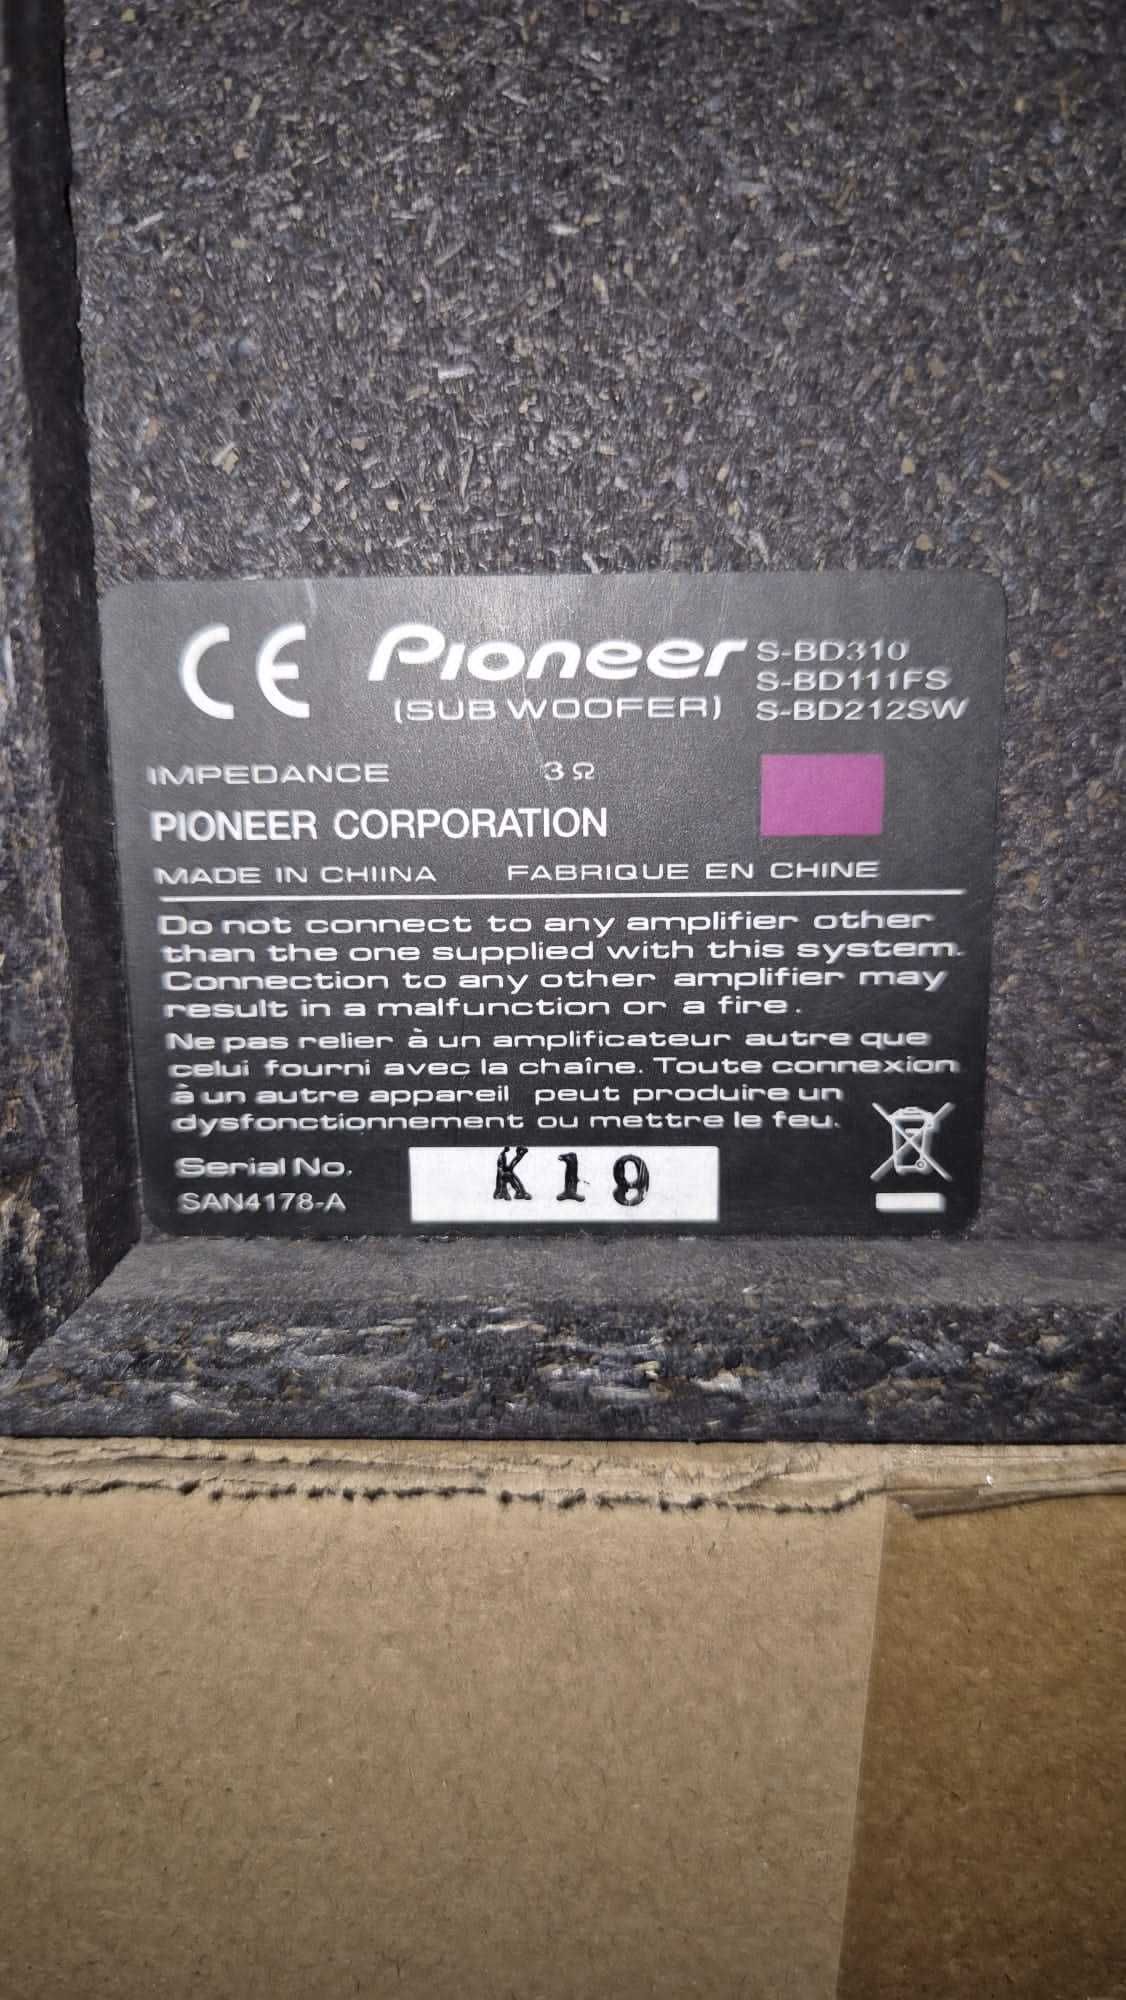 CE Pioneer S-BD310
(SUB WOOFER) S-BD111FS
S-BD212SW
IMPEDANCE 3 Ω
PIONEER CORPORATION
MADE IN CHIINA FABRIQUE EN CHINE
Do not connect to any amplifier other
than the one supplied with this system.
Connection to any other amplifier may
result in a malfunction or a fire.
Ne pas relier à un amplificateur autre que
celui fourni avec la chaîne. Toute connexion
à un autre appareil peut produire un
dysfonctionnement ou mettre le feu.
Serial No. K19
SAN4178-A